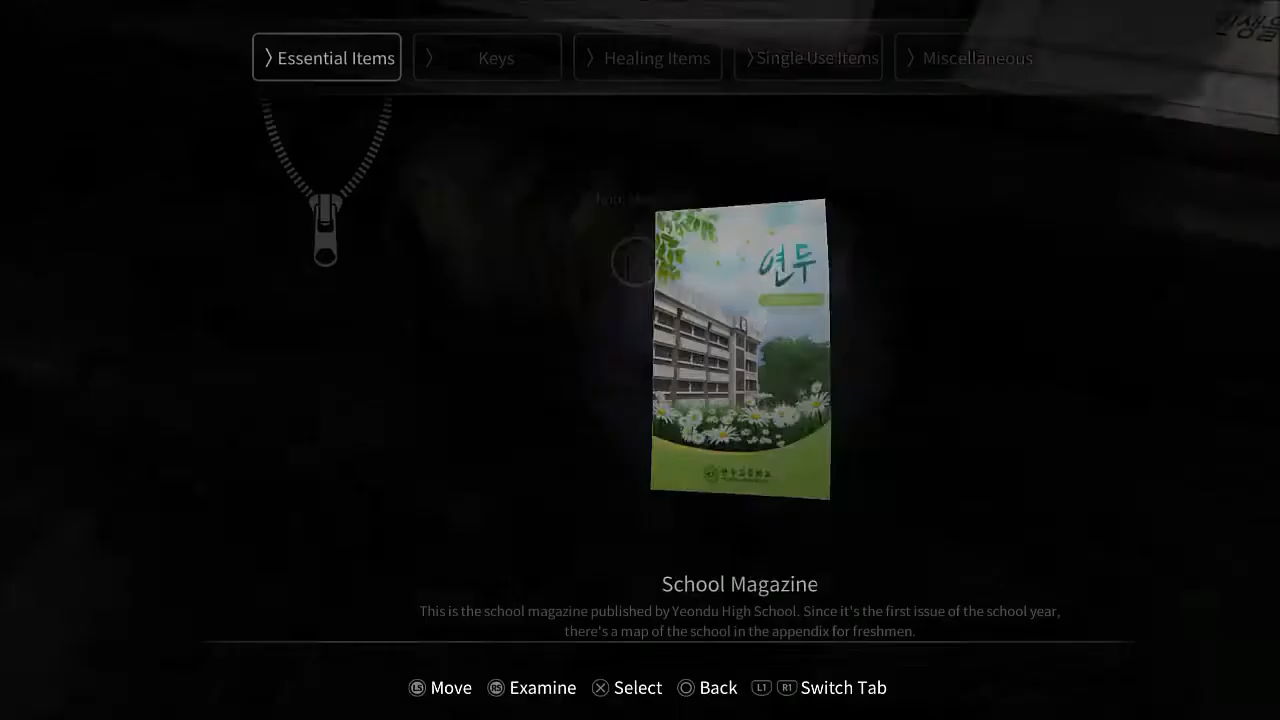 Essential Items
Keys
Healing Items
Single Use Items
Miscellaneous
연두
School Magazine
This is the school magazine published by Yeondu High School. Since it's the first issue of the school year,
there's a map of the school in the appendix for freshmen.
LS Move RS Examine Select Back L1 R1 Switch Tab